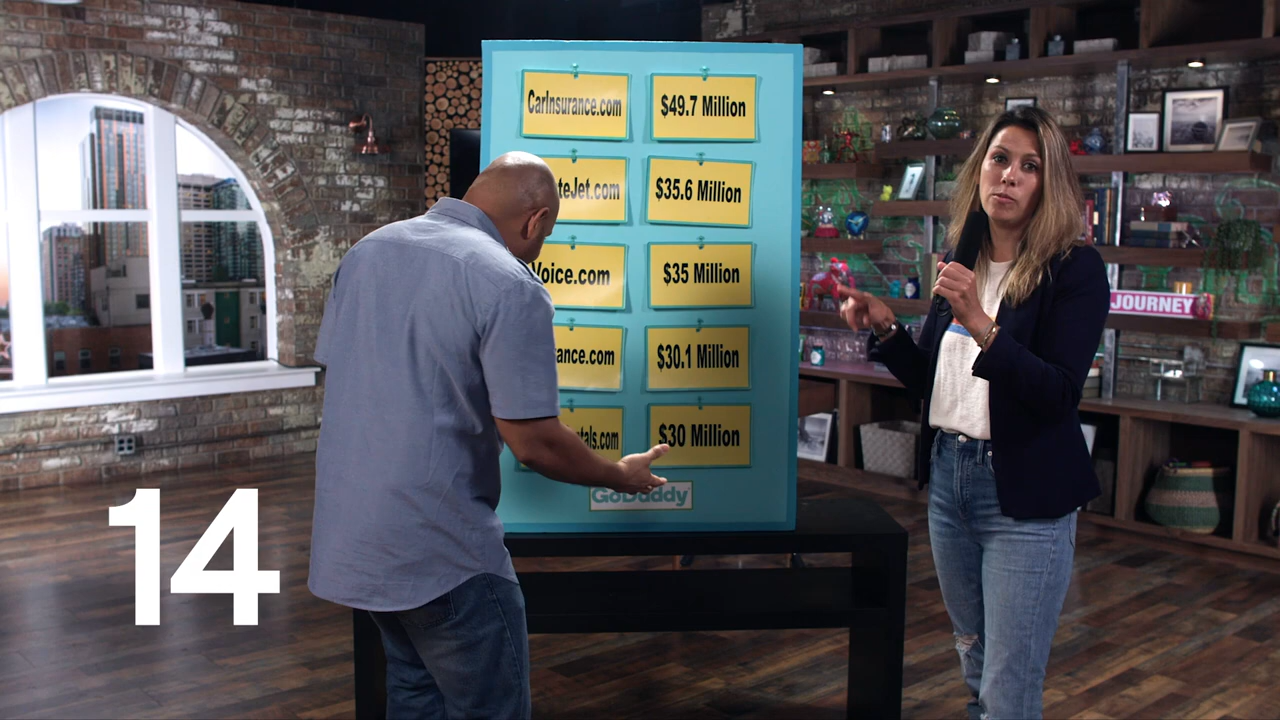 CarInsurance.com
$49.7 Million
teJet.com
$35.6 Million
Voice.com
$35 Million
rance.com
$30.1 Million
tals.com
$30 Million
GoDaddy
JOURNEY
14